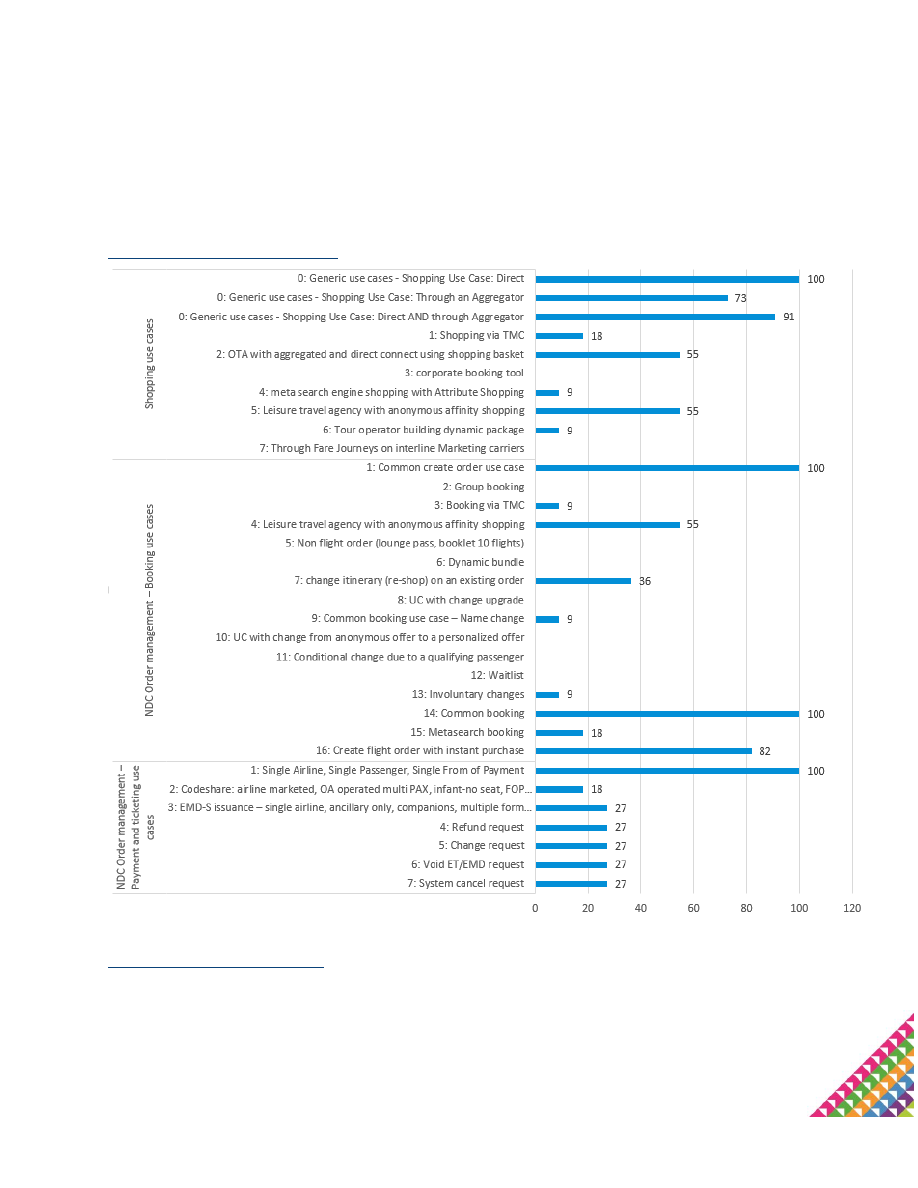 0: Generic use cases - Shopping Use Case: Direct 100
0: Generic use cases - Shopping Use Case: Through an Aggregator 73
0: Generic use cases - Shopping Use Case: Direct AND through Aggregator 91
1: Shopping via TMC 18
2: OTA with aggregated and direct connect using shopping basket 55
3: corporate booking tool
4: meta search engine shopping with Attribute Shopping 9
5: Leisure travel agency with anonymous affinity shopping 55
6: Tour operator building dynamic package 9
7: Through Fare Journeys on interline Marketing carriers
Shopping use cases
1: Common create order use case 100
2: Group booking
3: Booking via TMC 9
4: Leisure travel agency with anonymous affinity shopping 55
5: Non flight order (lounge pass, booklet 10 flights)
6: Dynamic bundle
7: change itinerary (re-shop) on an existing order 36
8: UC with change upgrade
9: Common booking use case – Name change 9
10: UC with change from anonymous offer to a personalized offer
11: Conditional change due to a qualifying passenger
12: Waitlist
13: Involuntary changes 9
14: Common booking 100
15: Metasearch booking 18
16: Create flight order with instant purchase 82
NDC Order management – Booking use cases
1: Single Airline, Single Passenger, Single From of Payment 100
2: Codeshare: airline marketed, OA operated multi PAX, infant-no seat, FOP... 18
3: EMD-S issuance – single airline, ancillary only, companions, multiple form... 27
4: Refund request 27
5: Change request 27
6: Void ET/EMD request 27
7: System cancel request 27
NDC Order management –
Payment and ticketing use
cases
0 20 40 60 80 100 120